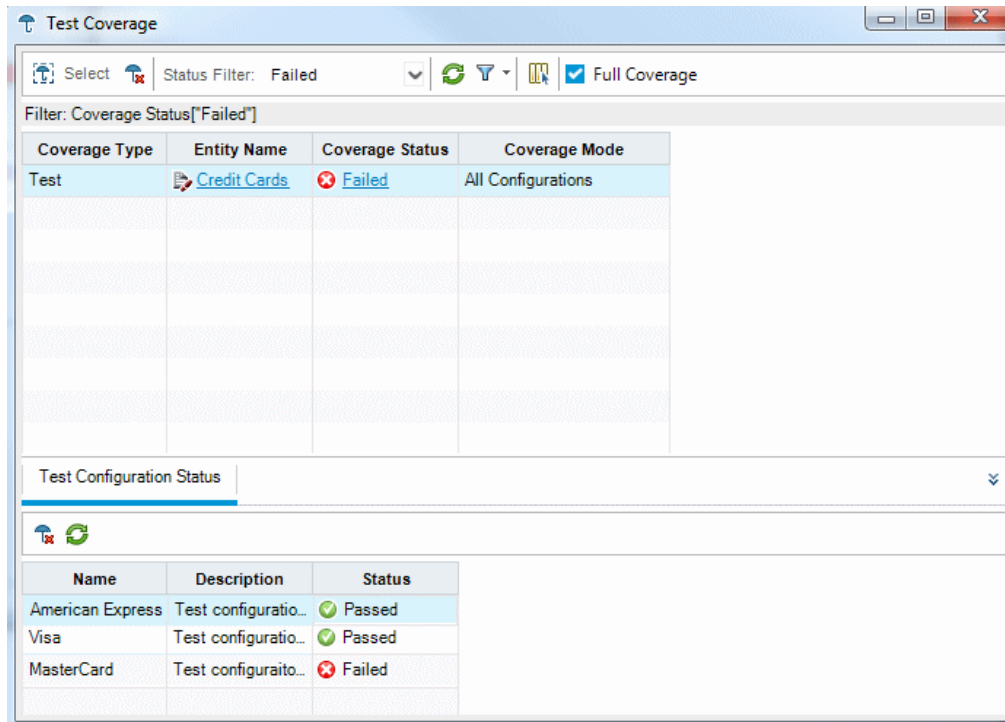 Test Coverage
Select Status Filter: Failed Full Coverage
Filter: Coverage Status["Failed"]
Coverage Type Entity Name Coverage Status Coverage Mode
Test Credit Cards Failed All Configurations
Test Configuration Status
Name Description Status
American Express Test configuratio... Passed
Visa Test configuratio... Passed
MasterCard Test configuraito... Failed